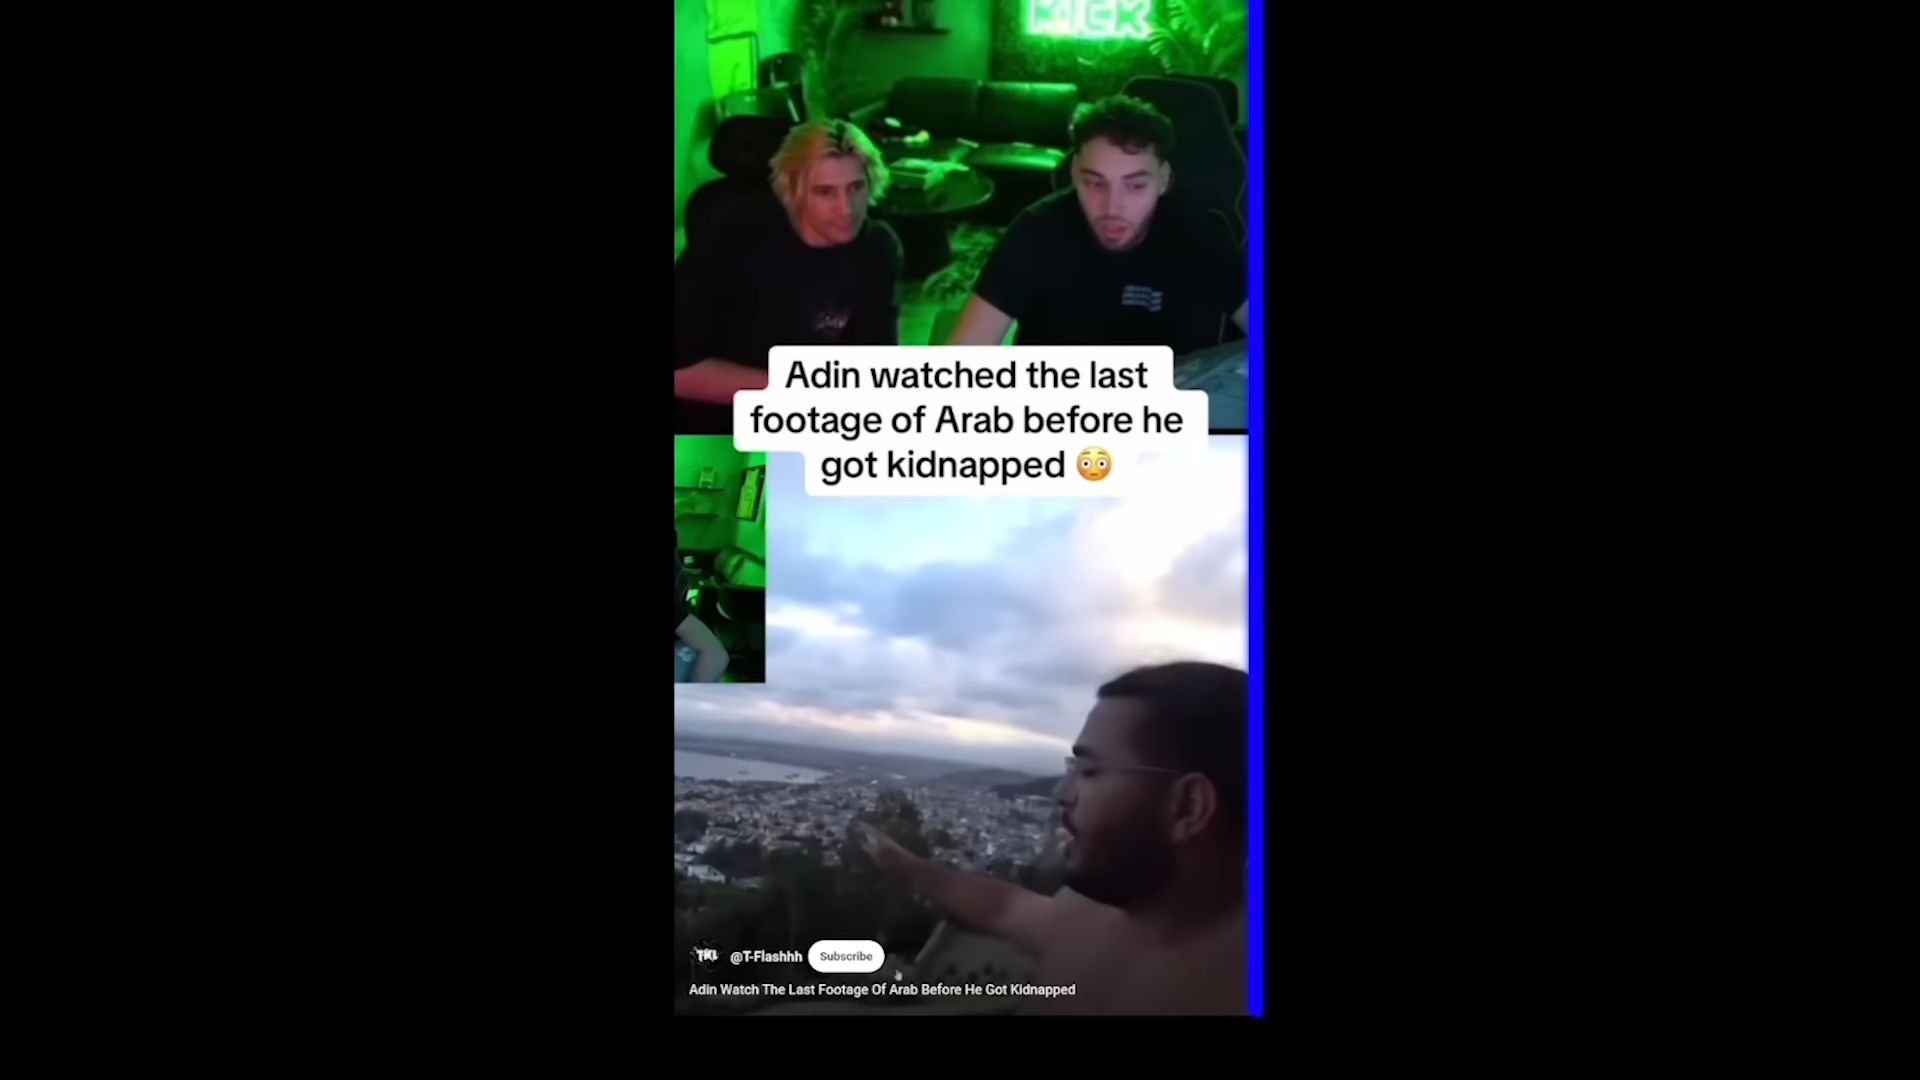 KICK
Adin watched the last
footage of Arab before he
got kidnapped 😳
TKL
@T-Flashhh
Subscribe
Adin Watch The Last Footage Of Arab Before He Got Kidnapped